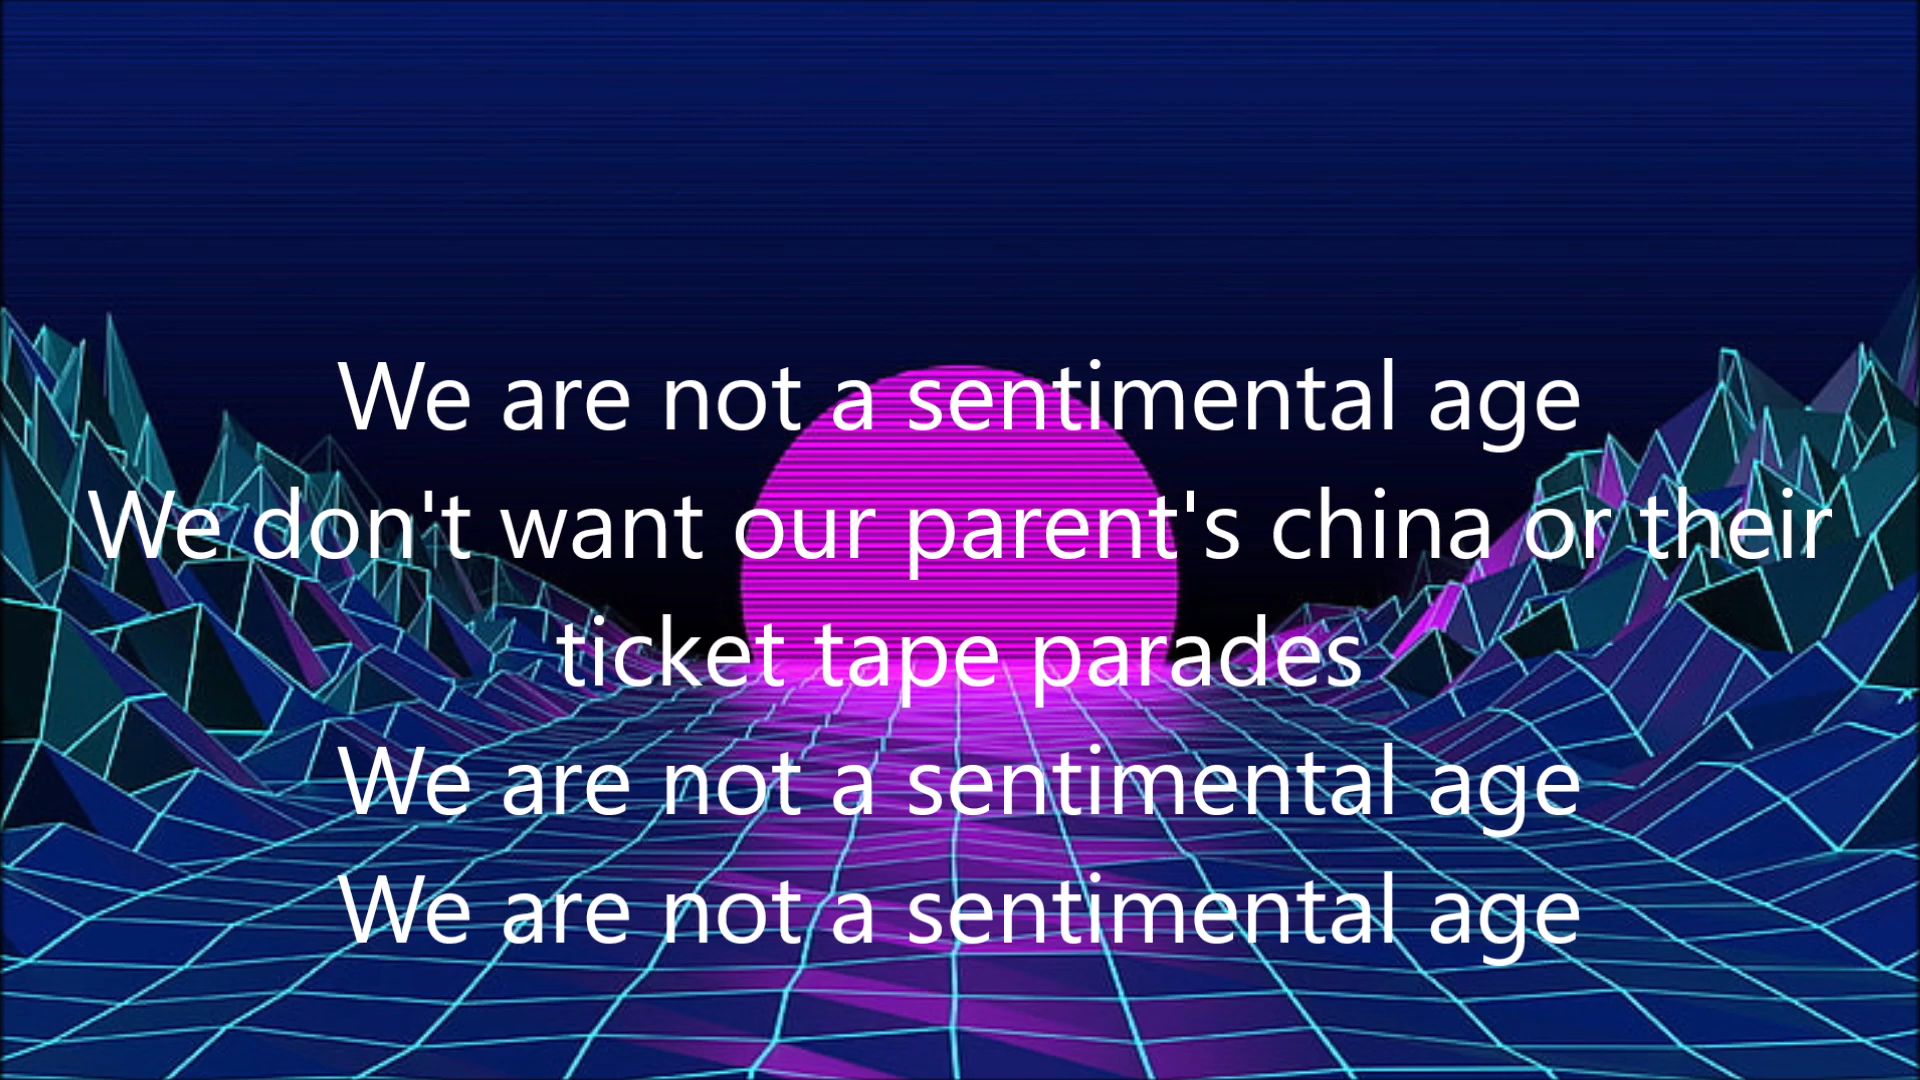 We are not a sentimental age
We don't want our parent's china or their
ticket tape parades
We are not a sentimental age
We are not a sentimental age